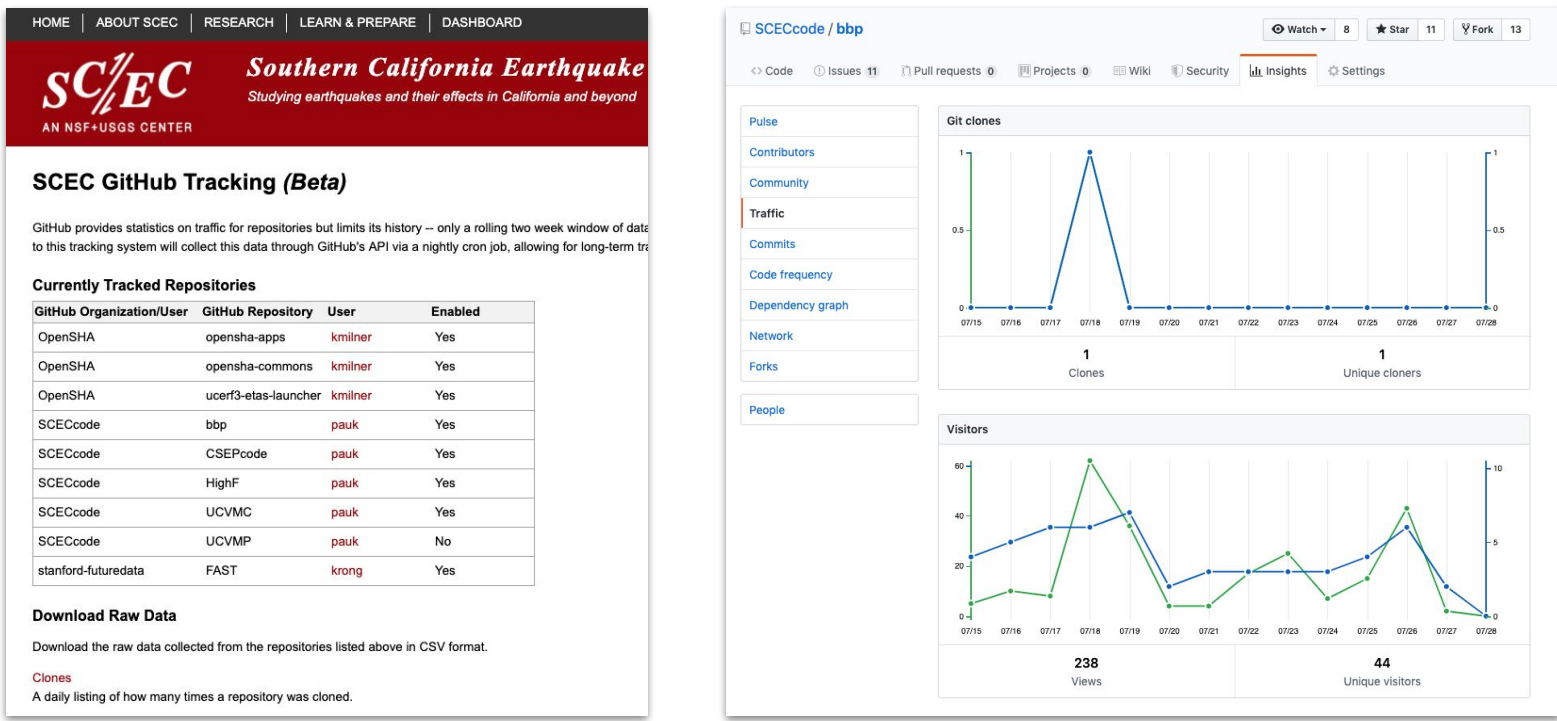 HOME | ABOUT SCEC | RESEARCH | LEARN & PREPARE | DASHBOARD
SC//EC
AN NSF+USGS CENTER
Southern California Earthquake
Studying earthquakes and their effects in California and beyond
SCEC GitHub Tracking (Beta)
GitHub provides statistics on traffic for repositories but limits its history -- only a rolling two week window of data
to this tracking system will collect this data through GitHub's API via a nightly cron job, allowing for long-term
Currently Tracked Repositories
GitHub Organization/User GitHub Repository User Enabled
OpenSHA opensha-apps kmilner Yes
OpenSHA opensha-commons kmilner Yes
OpenSHA ucerf3-etas-launcher kmilner Yes
SCECcode bbp pauk Yes
SCECcode CSEPcode pauk Yes
SCECcode HighF pauk Yes
SCECcode UCVMC pauk Yes
SCECcode UCVMP pauk No
stanford-futuredata FAST krong Yes
Download Raw Data
Download the raw data collected from the repositories listed above in CSV format.
Clones
A daily listing of how many times a repository was cloned.
SCECcode / bbp
Watch 8 Star 11 Fork 13
Code Issues 11 Pull requests 0 Projects 0 Wiki Security Insights Settings
Pulse
Contributors
Community
Traffic
Commits
Code frequency
Dependency graph
Network
Forks
People
Git clones
1 1
0.5 0.5
0 0
07/15 07/16 07/17 07/18 07/19 07/20 07/21 07/22 07/23 07/24 07/25 07/26 07/27 07/28
1 1
Clones Unique cloners
Visitors
60 10
40
5
20
0 0
07/15 07/16 07/17 07/18 07/19 07/20 07/21 07/22 07/23 07/24 07/25 07/26 07/27 07/28
238 44
Views Unique visitors